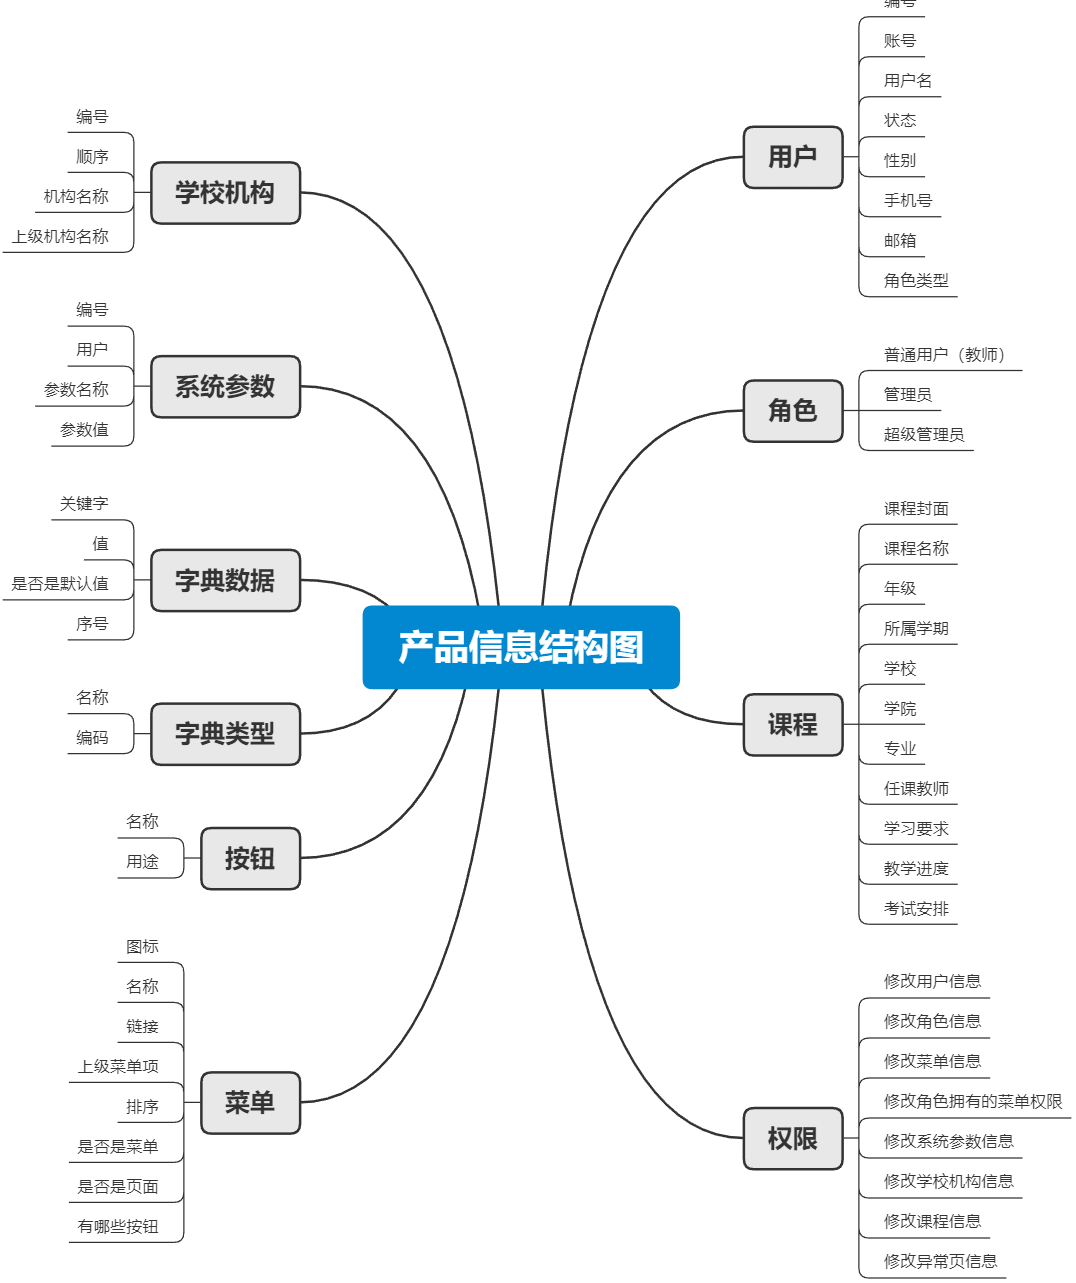 产品信息结构图
用户
编号
账号
用户名
状态
性别
手机号
邮箱
角色类型
角色
普通用户（教师）
管理员
超级管理员
课程
课程封面
课程名称
年级
所属学期
学校
学院
专业
任课教师
学习要求
教学进度
考试安排
权限
修改用户信息
修改角色信息
修改菜单信息
修改角色拥有的菜单权限
修改系统参数信息
修改学校机构信息
修改课程信息
修改异常页信息
学校机构
编号
顺序
机构名称
上级机构名称
系统参数
编号
用户
参数名称
参数值
字典数据
关键字
值
是否是默认值
序号
字典类型
名称
编码
按钮
名称
用途
菜单
图标
名称
链接
上级菜单项
排序
是否是菜单
是否是页面
有哪些按钮